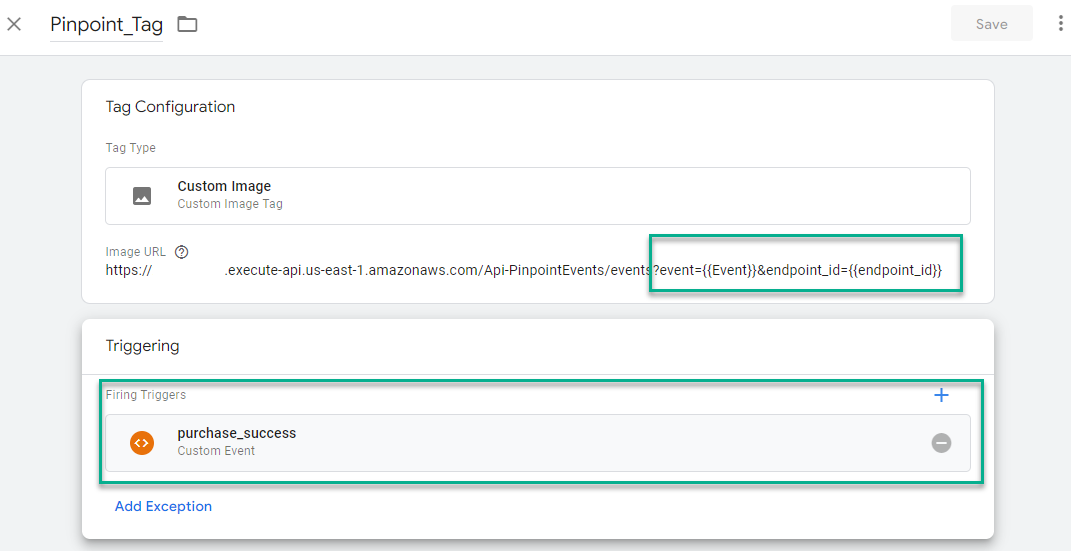 Pinpoint_Tag
Save
Tag Configuration
Tag Type
Custom Image
Custom Image Tag
Image URL
https:// .execute-api.us-east-1.amazonaws.com/Api-PinpointEvents/events?event={{Event}}&endpoint_id={{endpoint_id}}
Triggering
Firing Triggers
purchase_success
Custom Event
Add Exception